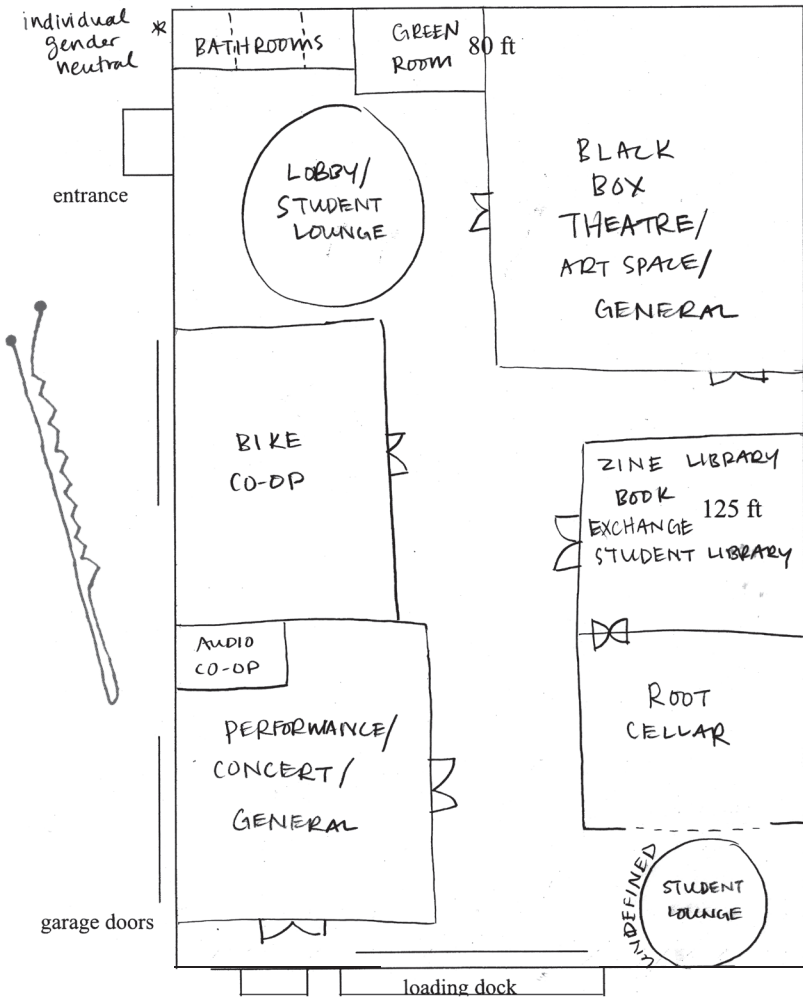 individual
gender
neutral
*
BATHROOMS
GREEN
ROOM
80 ft
entrance
LOBBY/
STUDENT
LOUNGE
BLACK
BOX
THEATRE/
ART SPACE/
GENERAL
BIKE
CO-OP
ZINE LIBRARY
BOOK
EXCHANGE
STUDENT LIBRARY
125 ft
AUDIO
CO-OP
PERFORMANCE/
CONCERT/
GENERAL
ROOT
CELLAR
UNDEFINED
STUDENT
LOUNGE
garage doors
loading dock